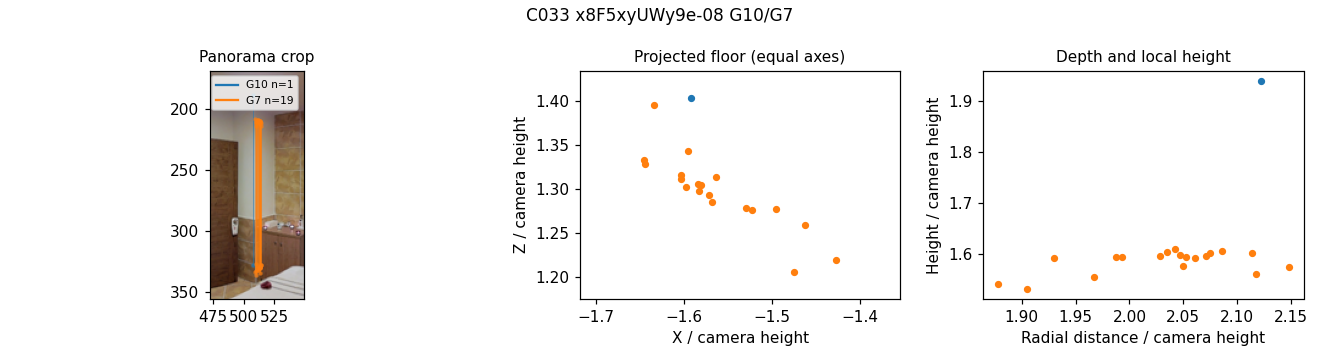 C033 x8F5xyUWy9e-08 G10/G7
Panorama crop
G10 n=1
G7 n=19
200
250
300
350
475 500 525
Projected floor (equal axes)
Z / camera height
1.40
1.35
1.30
1.25
1.20
−1.7 −1.6 −1.5 −1.4
X / camera height
Depth and local height
Height / camera height
1.9
1.8
1.7
1.6
1.90 1.95 2.00 2.05 2.10 2.15
Radial distance / camera height